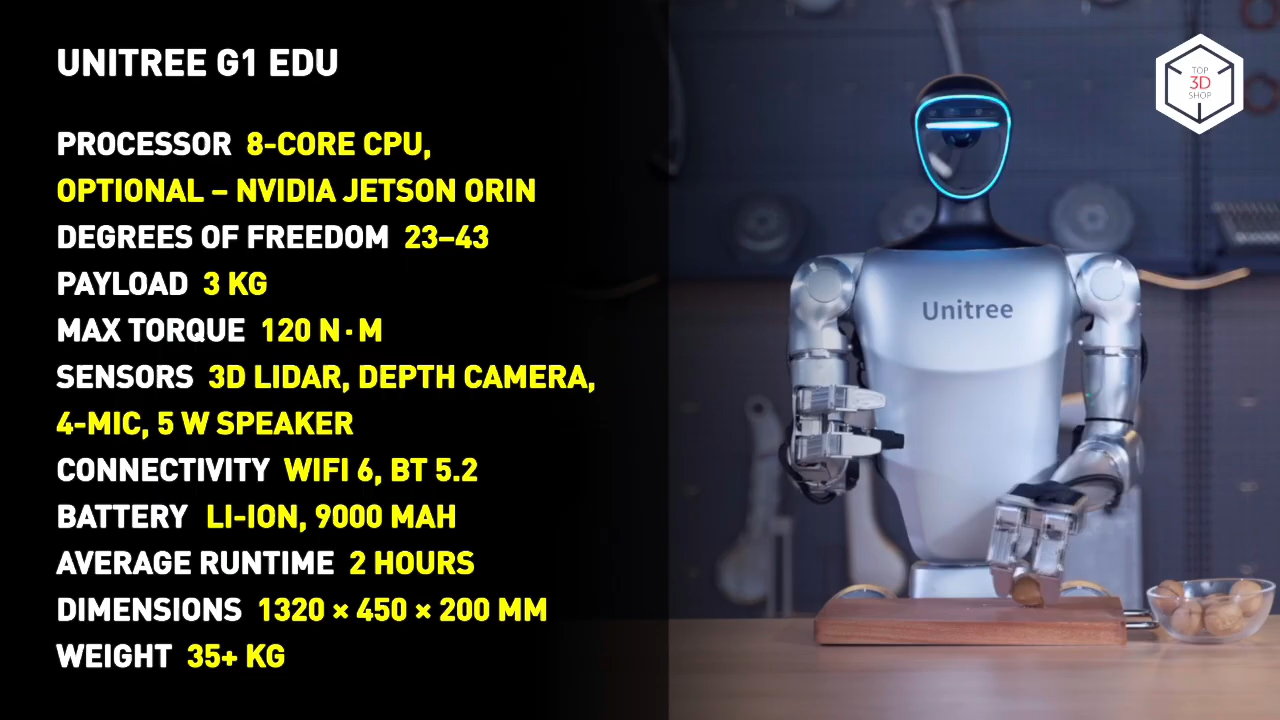 UNITREE G1 EDU
PROCESSOR 8-CORE CPU,
OPTIONAL – NVIDIA JETSON ORIN
DEGREES OF FREEDOM 23–43
PAYLOAD 3 KG
MAX TORQUE 120 N·M
SENSORS 3D LIDAR, DEPTH CAMERA,
4-MIC, 5 W SPEAKER
CONNECTIVITY WIFI 6, BT 5.2
BATTERY LI-ION, 9000 MAH
AVERAGE RUNTIME 2 HOURS
DIMENSIONS 1320 × 450 × 200 MM
WEIGHT 35+ KG
TOP
3D
SHOP
Unitree